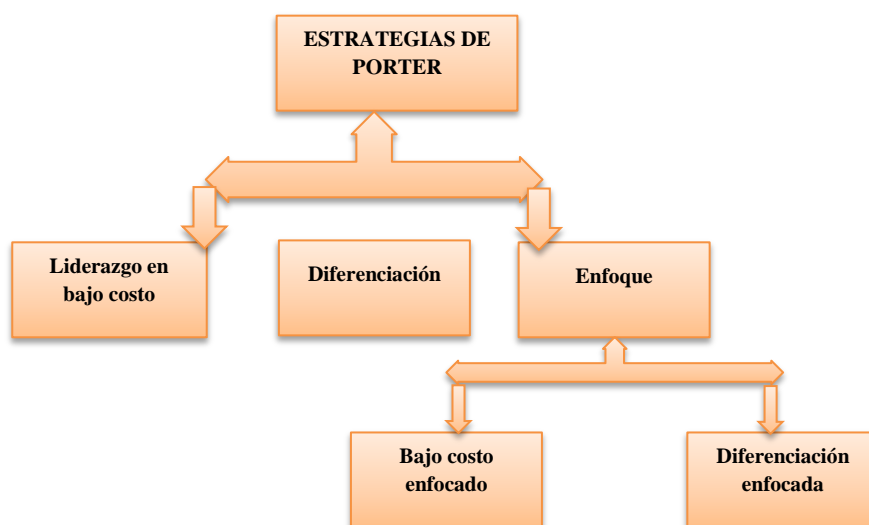 ESTRATEGIAS DE
PORTER
Liderazgo en
bajo costo
Diferenciación
Enfoque
Bajo costo
enfocado
Diferenciación
enfocada